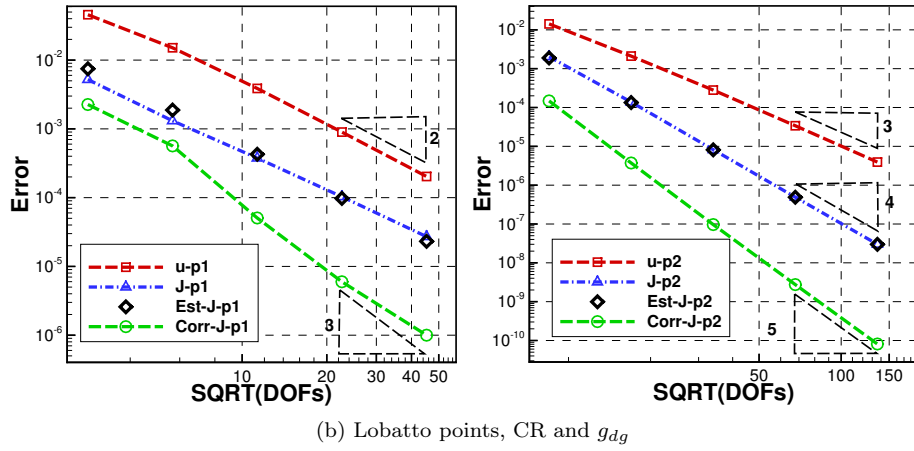 Error
10^-2
10^-3
10^-4
10^-5
10^-6
2
3
u-p1
J-p1
Est-J-p1
Corr-J-p1
10 20 30 40 50
SQRT(DOFs)
Error
10^-2
10^-3
10^-4
10^-5
10^-6
10^-7
10^-8
10^-9
10^-10
3
4
5
u-p2
J-p2
Est-J-p2
Corr-J-p2
50 100 150
SQRT(DOFs)
(b) Lobatto points, CR and g_dg